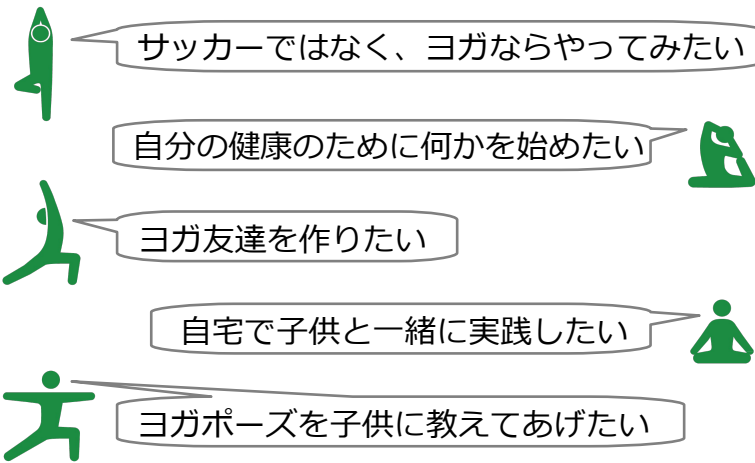 サッカーではなく、ヨガならやってみたい
自分の健康のために何かを始めたい
ヨガ友達を作りたい
自宅で子供と一緒に実践したい
ヨガポーズを子供に教えてあげたい